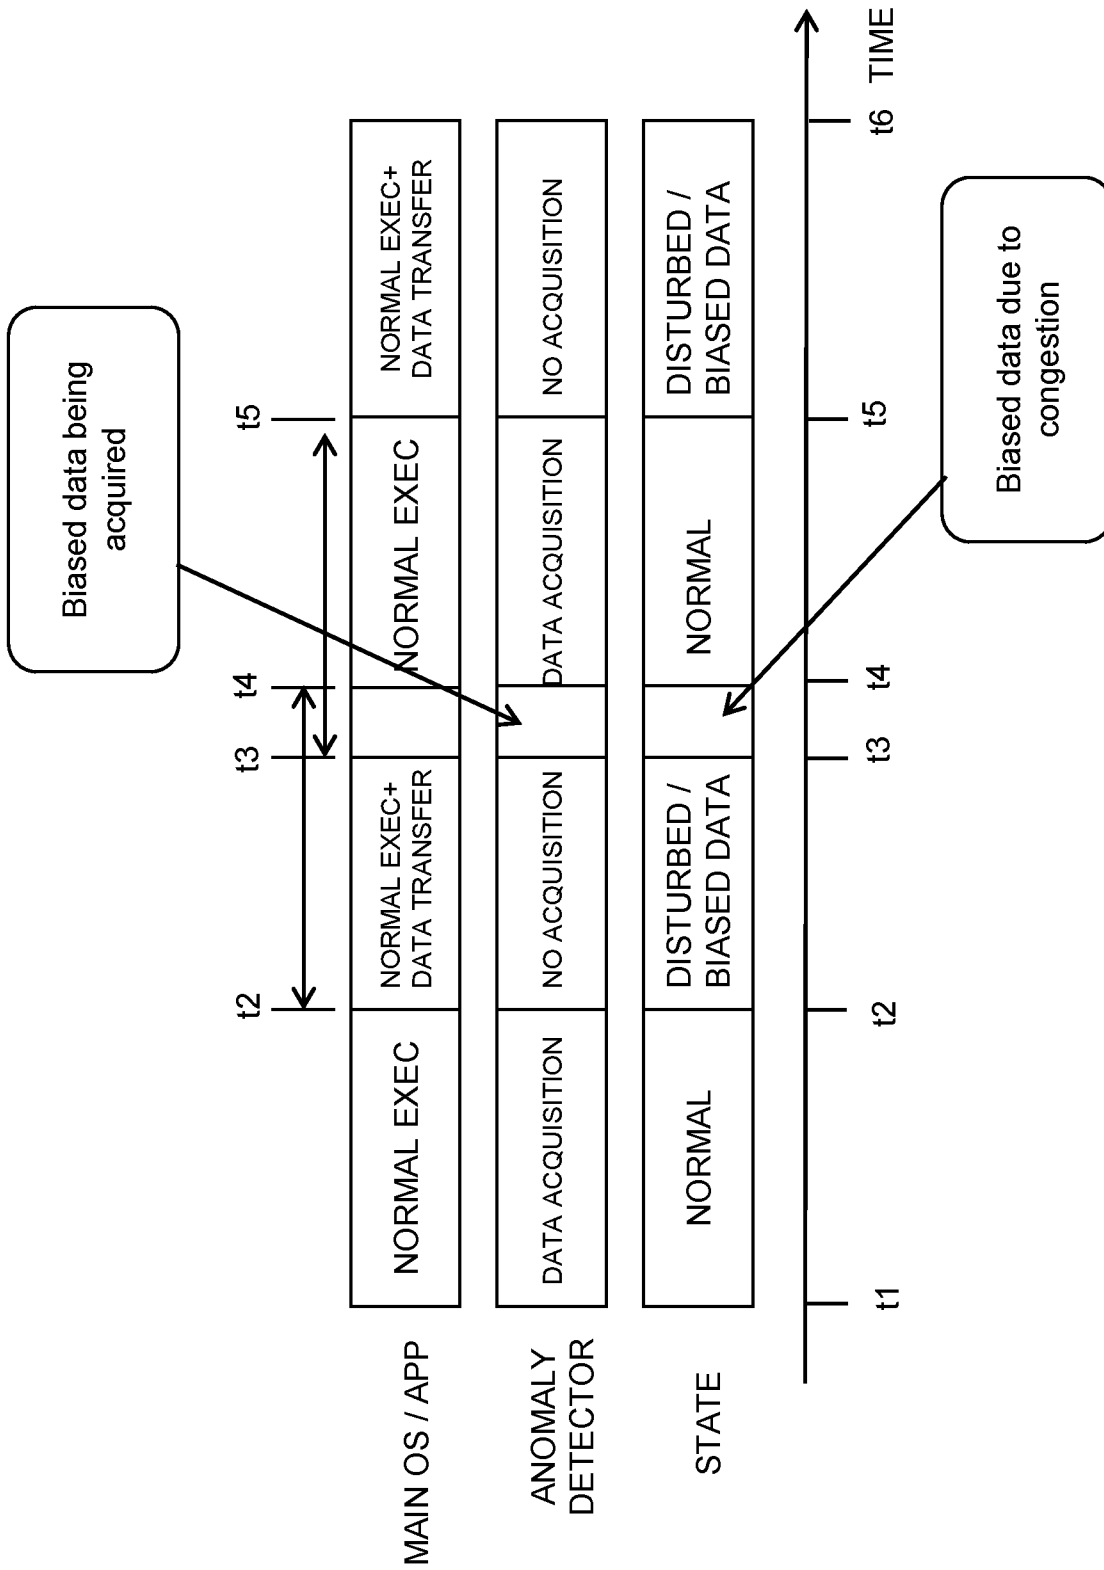 Biased data being
acquired
Biased data due to
congestion
t2
t3
t4
t5
MAIN OS / APP
NORMAL EXEC
NORMAL EXEC+
DATA TRANSFER
NORMAL EXEC
NORMAL EXEC+
DATA TRANSFER
ANOMALY
DETECTOR
DATA ACQUISITION
NO ACQUISITION
DATA ACQUISITION
NO ACQUISITION
STATE
NORMAL
DISTURBED /
BIASED DATA
NORMAL
DISTURBED /
BIASED DATA
t1
t2
t3
t4
t5
t6
TIME